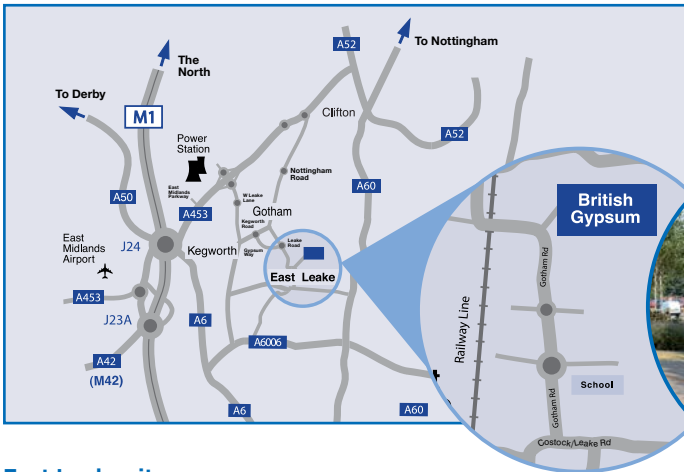 A52
To Nottingham
The
North
To Derby
M1
Clifton
A52
Power
Station
Nottingham
Road
East
Midlands
Parkway
W Leake
Lane
A50
A453
A60
Gotham
Kegworth
Road
East
Midlands
Airport
J24
Kegworth
Gypsum
Way
Leake
Road
East Leake
A453
J23A
A6
A6006
A42
(M42)
A6
A60
British
Gypsum
Gotham Rd
Railway Line
School
Gotham Rd
Costock/Leake Rd